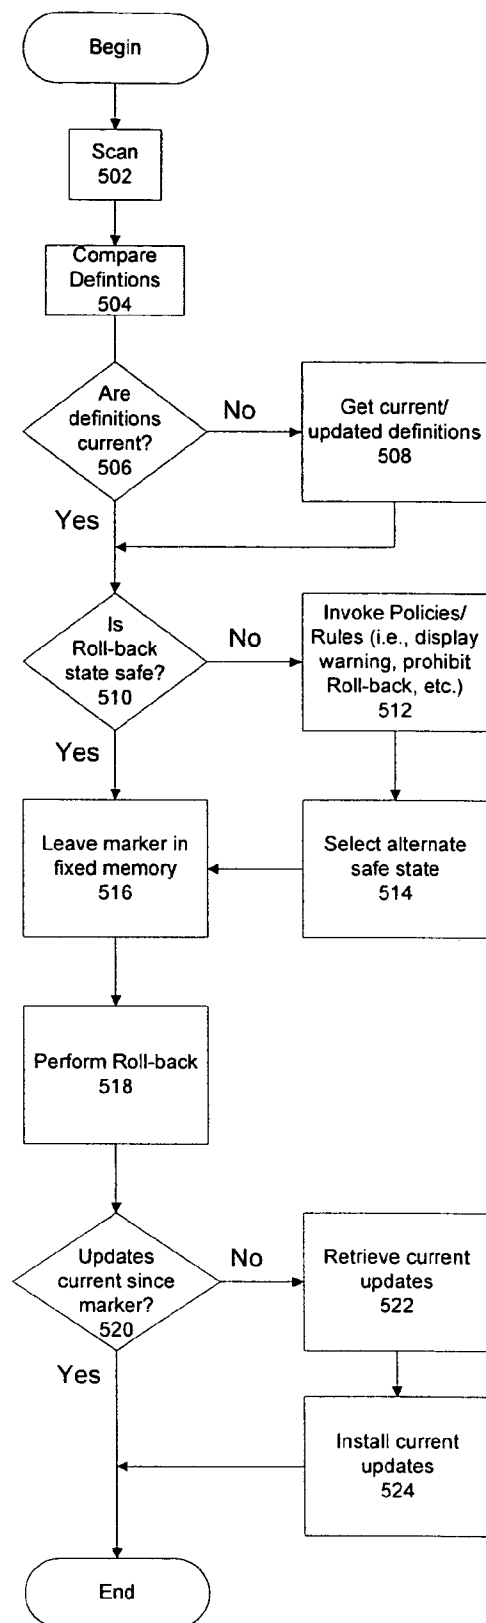 Begin
Scan
502
Compare
Defintions
504
Are
definitions
current?
506
No
Get current/
updated definitions
508
Yes
Is
Roll-back
state safe?
510
No
Invoke Policies/
Rules (i.e., display
warning, prohibit
Roll-back, etc.)
512
Yes
Leave marker in
fixed memory
516
Select alternate
safe state
514
Perform Roll-back
518
Updates
current since
marker?
520
No
Retrieve current
updates
522
Yes
Install current
updates
524
End